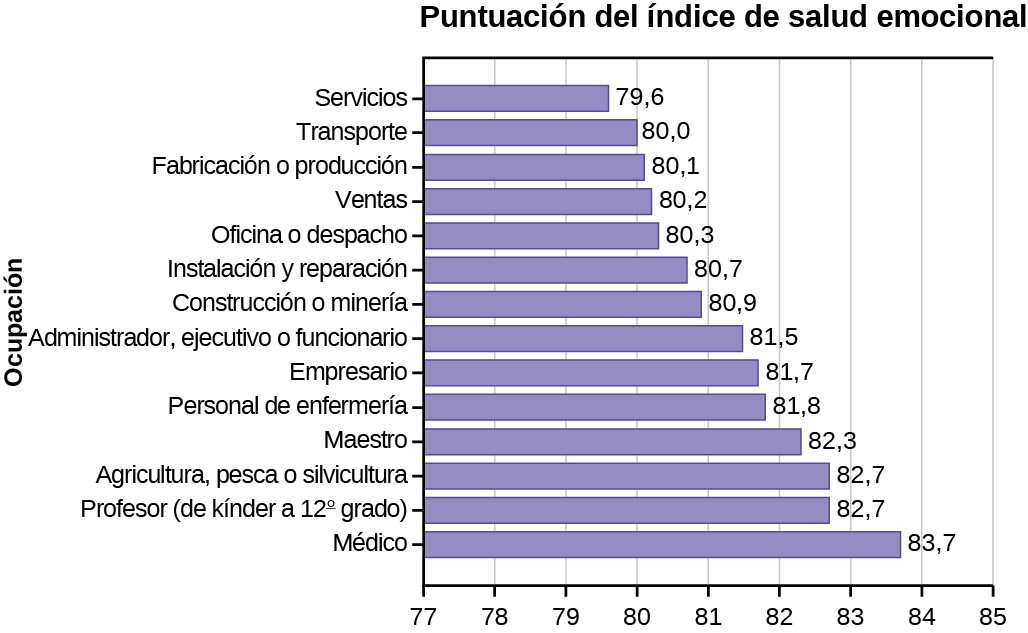 Puntuación del índice de salud emocional
Ocupación
Servicios 79,6
Transporte 80,0
Fabricación o producción 80,1
Ventas 80,2
Oficina o despacho 80,3
Instalación y reparación 80,7
Construcción o minería 80,9
Administrador, ejecutivo o funcionario 81,5
Empresario 81,7
Personal de enfermería 81,8
Maestro 82,3
Agricultura, pesca o silvicultura 82,7
Profesor (de kínder a 12º grado) 82,7
Médico 83,7
77 78 79 80 81 82 83 84 85